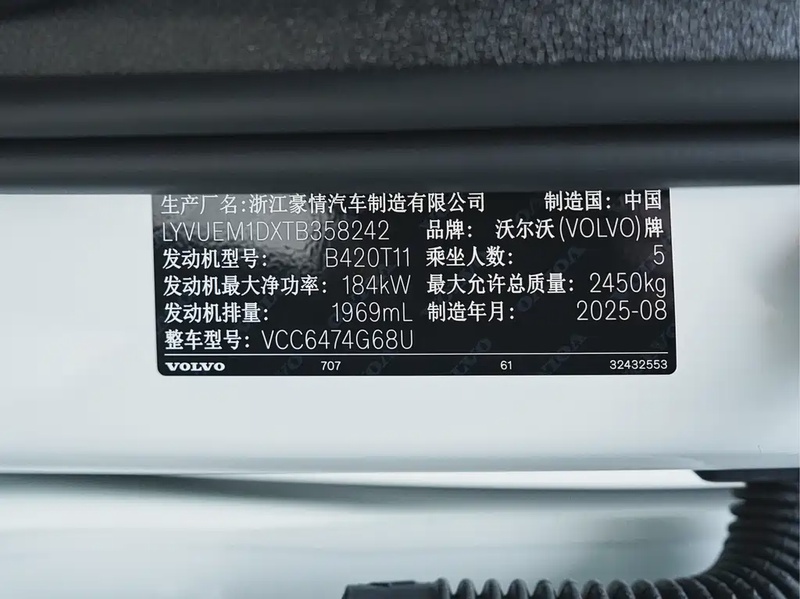 生产厂名:浙江豪情汽车制造有限公司 制造国: 中国
LYVUEM1DXTB358242 品牌: 沃尔沃(VOLVO)牌
发动机型号: B420T11 乘坐人数: 5
发动机最大净功率: 184kW 最大允许总质量: 2450kg
发动机排量: 1969mL 制造年月: 2025-08
整车型号: VCC6474G68U
VOLVO 707 61 32432553